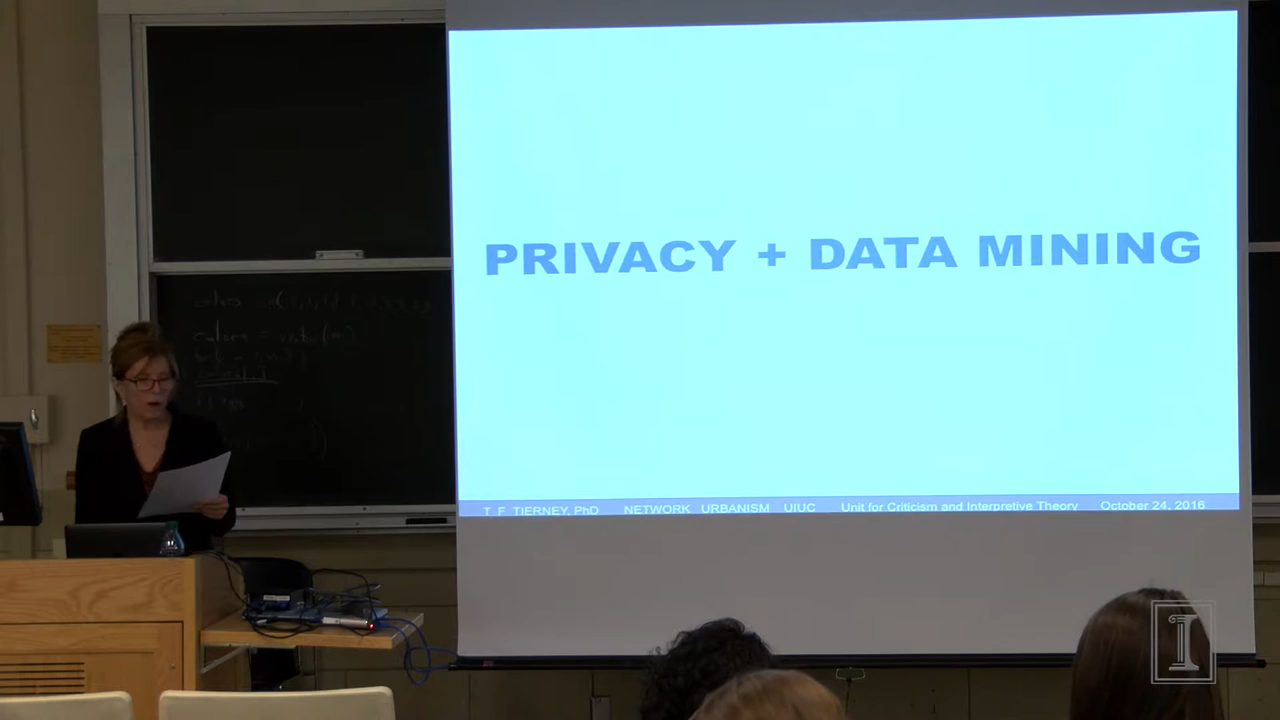 PRIVACY + DATA MINING
T F TIERNEY, PhD NETWORK URBANISM UIUC Unit for Criticism and Interpretive Theory October 24, 2016